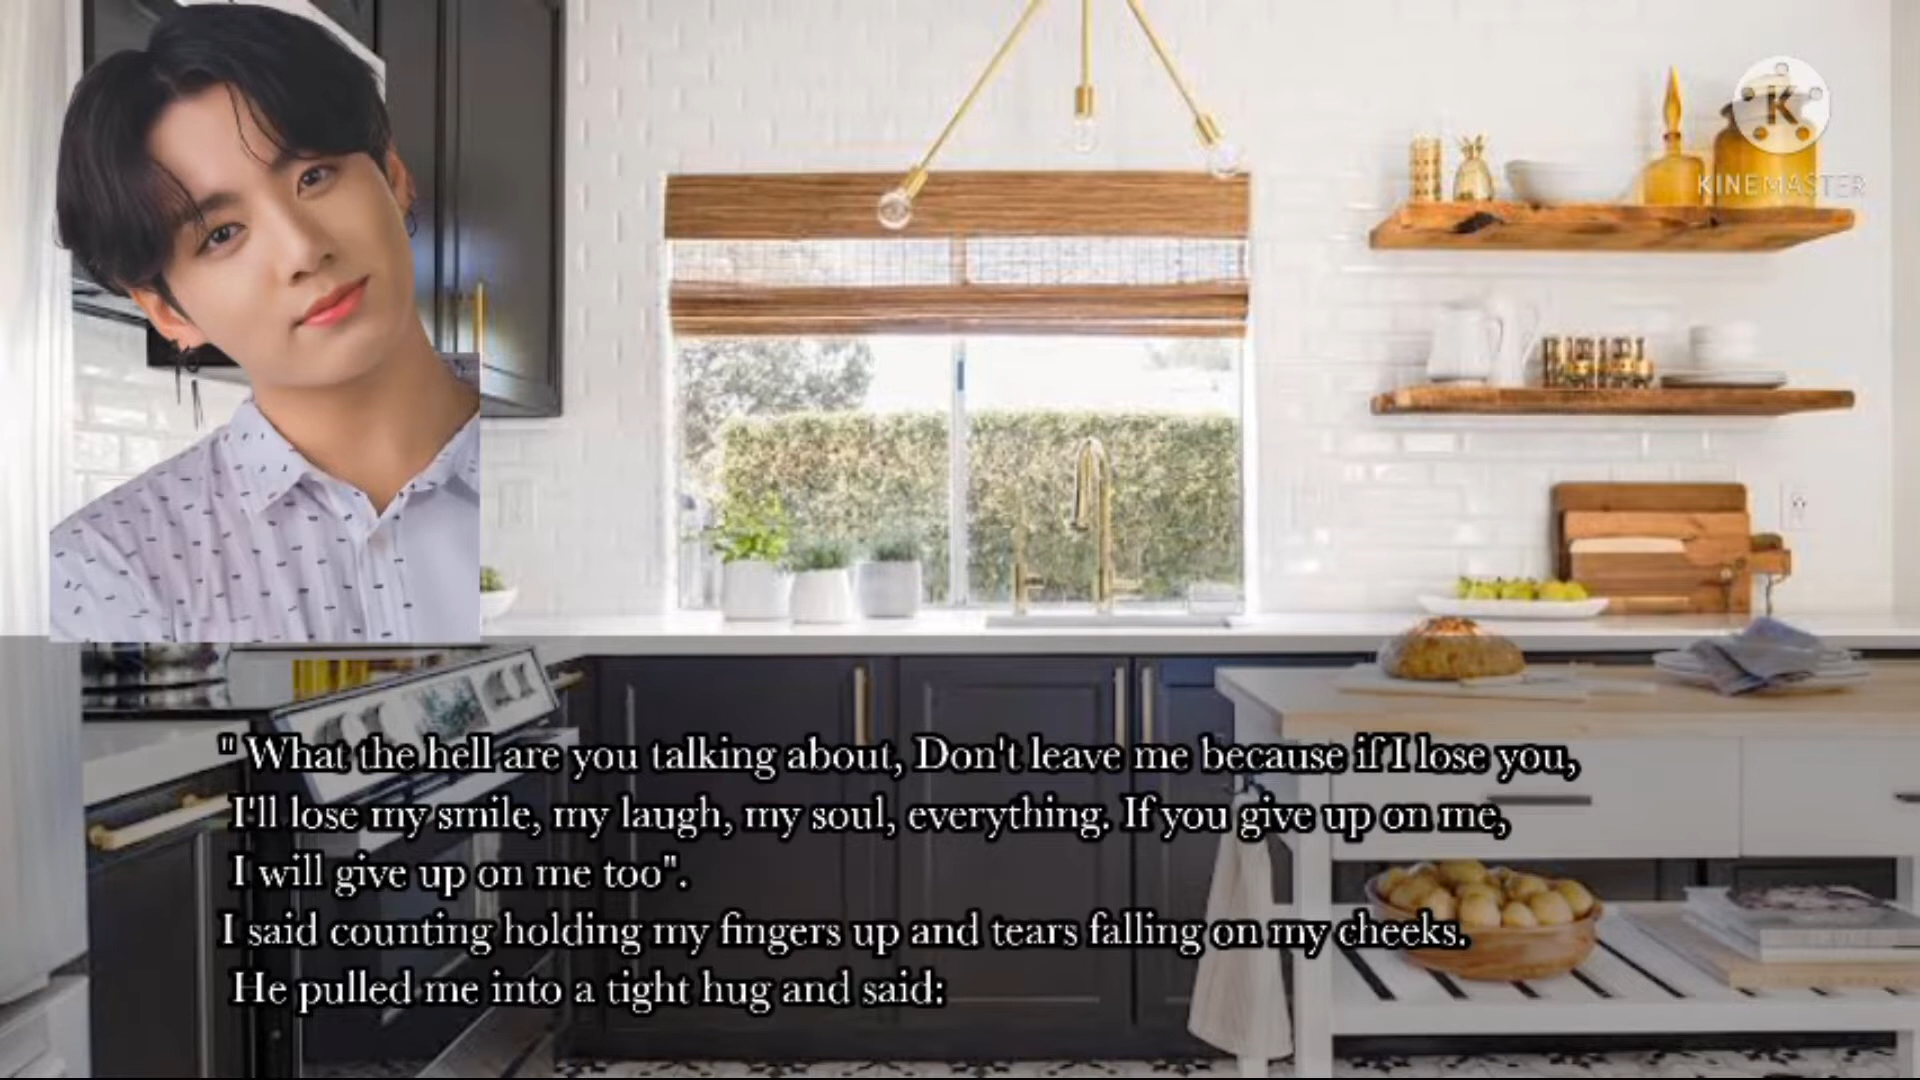 K
KINEMASTER
" What the hell are you talking about, Don't leave me because if I lose you,
I'll lose my smile, my laugh, my soul, everything. If you give up on me,
I will give up on me too".
I said counting holding my fingers up and tears falling on my cheeks.
He pulled me into a tight hug and said: